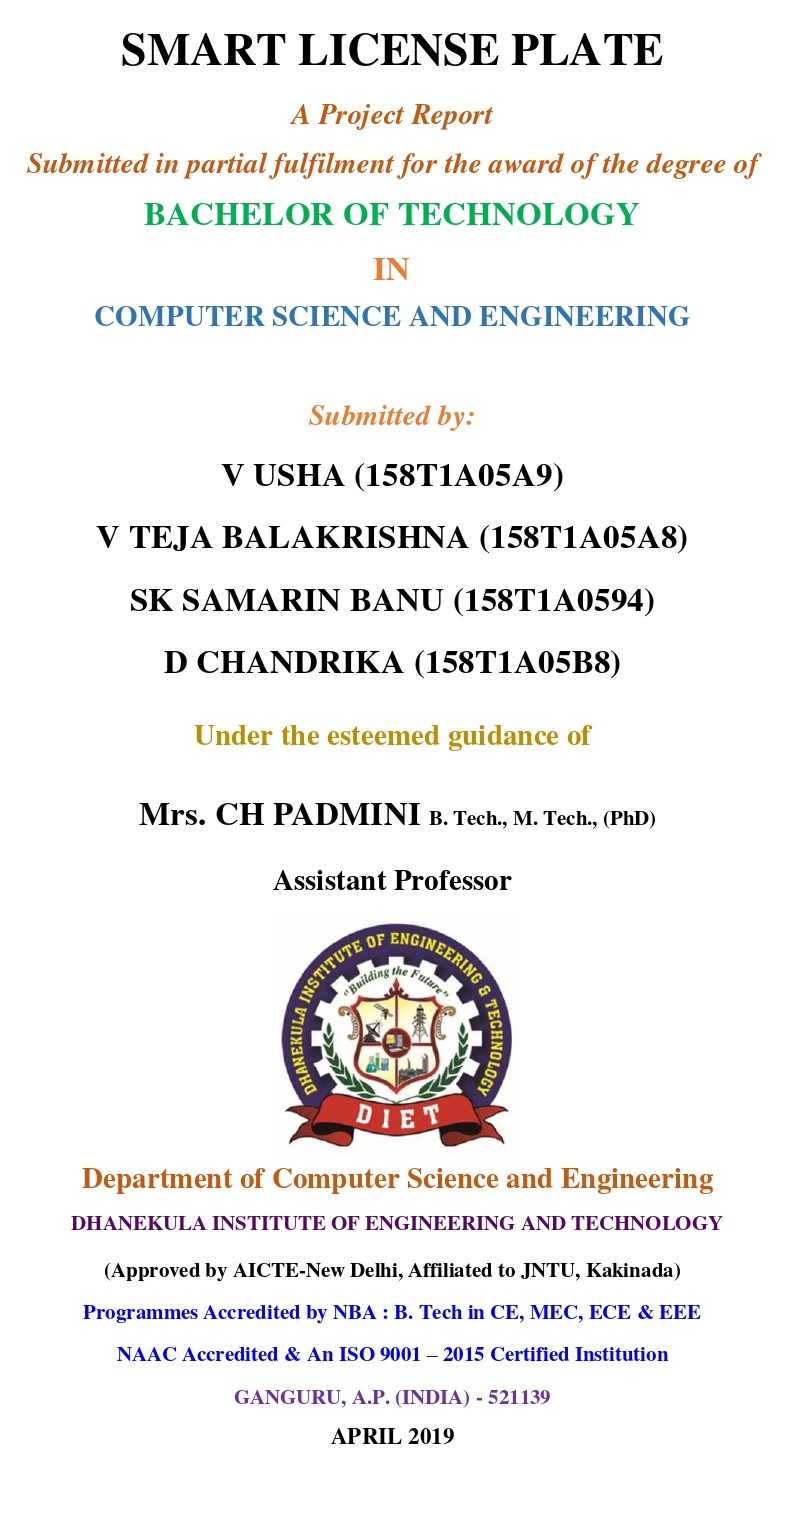 SMART LICENSE PLATE
A Project Report
Submitted in partial fulfilment for the award of the degree of
BACHELOR OF TECHNOLOGY
IN
COMPUTER SCIENCE AND ENGINEERING
Submitted by:
V USHA (158T1A05A9)
V TEJA BALAKRISHNA (158T1A05A8)
SK SAMARIN BANU (158T1A0594)
D CHANDRIKA (158T1A05B8)
Under the esteemed guidance of
Mrs. CH PADMINI B. Tech., M. Tech., (PhD)
Assistant Professor
DHANEKULA INSTITUTE OF ENGINEERING & TECHNOLOGY
"Building the Future"
DIET
Department of Computer Science and Engineering
DHANEKULA INSTITUTE OF ENGINEERING AND TECHNOLOGY
(Approved by AICTE-New Delhi, Affiliated to JNTU, Kakinada)
Programmes Accredited by NBA : B. Tech in CE, MEC, ECE & EEE
NAAC Accredited & An ISO 9001 – 2015 Certified Institution
GANGURU, A.P. (INDIA) - 521139
APRIL 2019